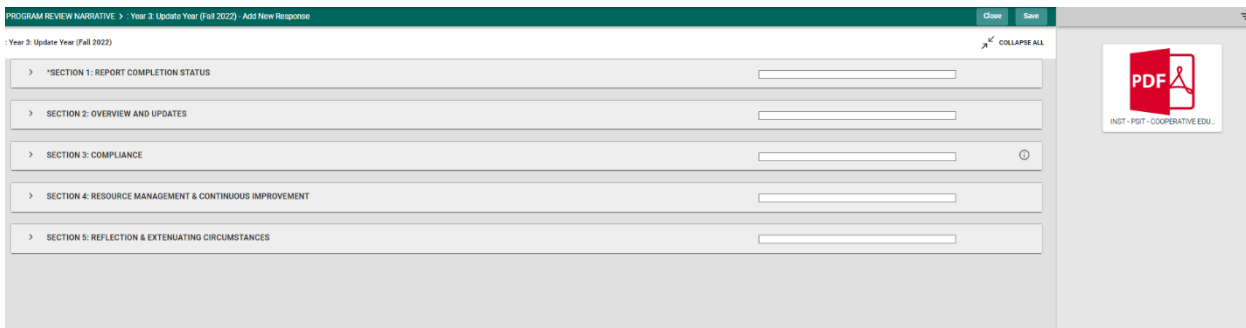 PROGRAM REVIEW NARRATIVE > : Year 3: Update Year (Fall 2022) - Add New Response
Close
Save
: Year 3: Update Year (Fall 2022)
COLLAPSE ALL
*SECTION 1: REPORT COMPLETION STATUS
SECTION 2: OVERVIEW AND UPDATES
SECTION 3: COMPLIANCE
SECTION 4: RESOURCE MANAGEMENT & CONTINUOUS IMPROVEMENT
SECTION 5: REFLECTION & EXTENUATING CIRCUMSTANCES
PDF
INST - PSIT - COOPERATIVE EDU...